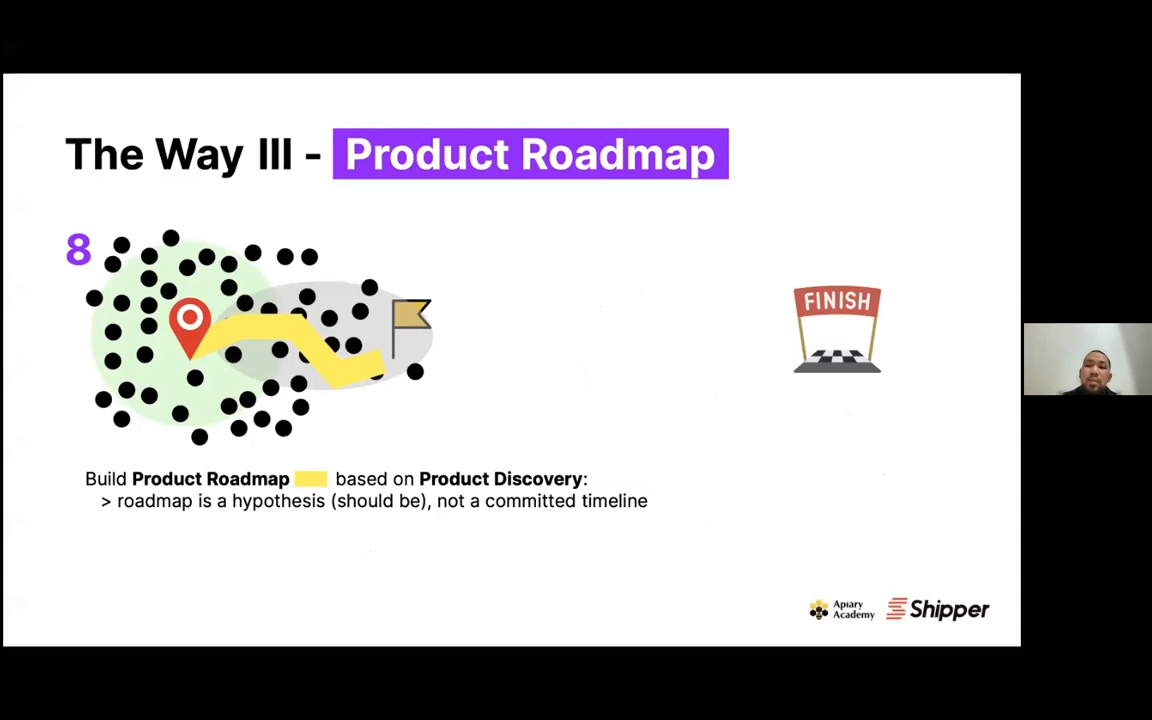 The Way III - Product Roadmap
8
FINISH
Build Product Roadmap based on Product Discovery:
> roadmap is a hypothesis (should be), not a committed timeline
Apiary
Academy
Shipper